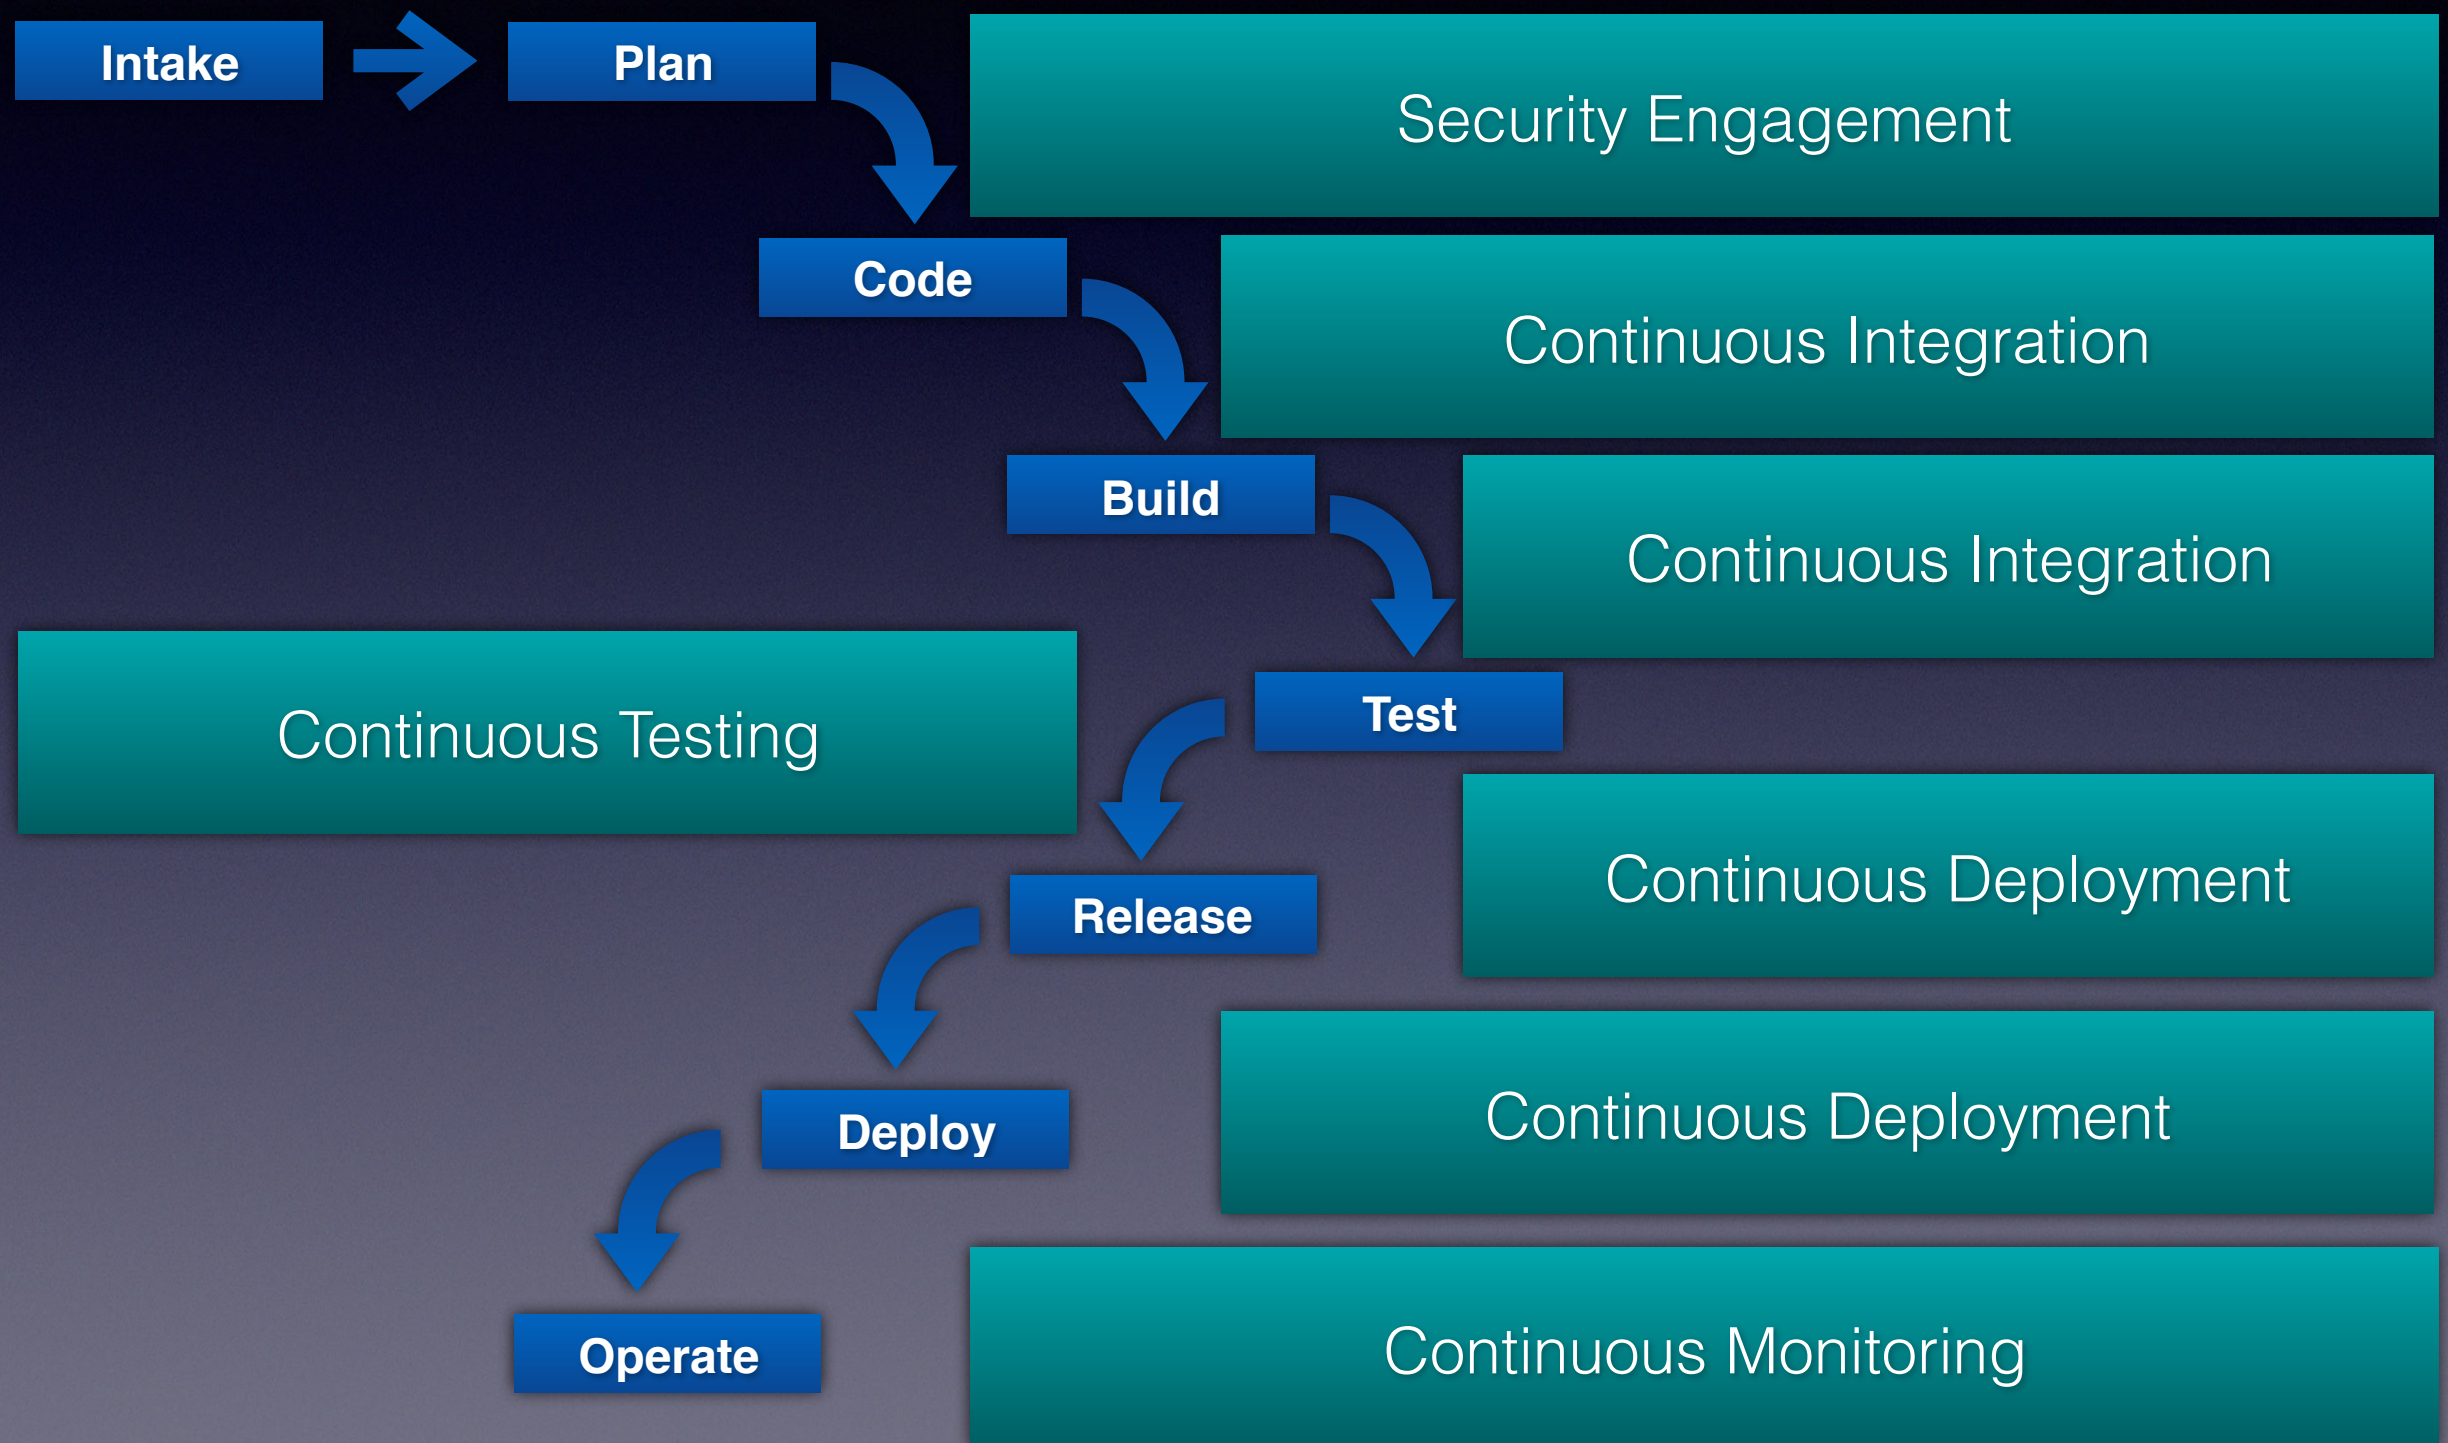 Intake
Plan
Security Engagement
Code
Continuous Integration
Build
Continuous Integration
Test
Continuous Testing
Release
Continuous Deployment
Deploy
Continuous Deployment
Operate
Continuous Monitoring